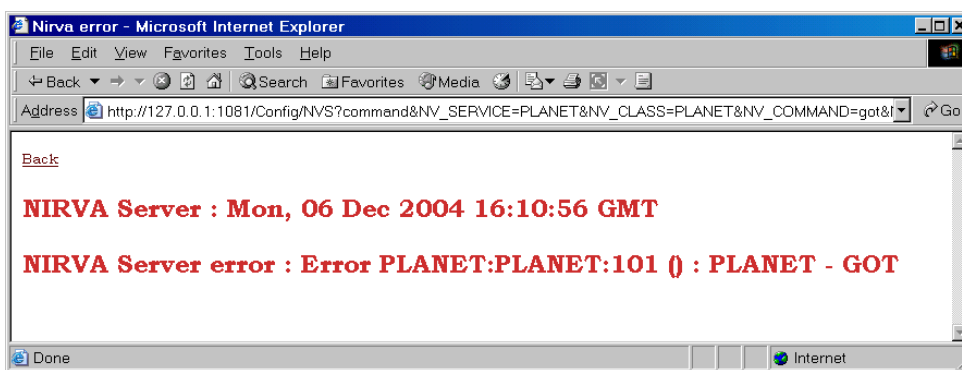 Nirva error - Microsoft Internet Explorer
File Edit View Favorites Tools Help
Back Search Favorites Media
Address http://127.0.0.1:1081/Config/NVS?command&NV_SERVICE=PLANET&NV_CLASS=PLANET&NV_COMMAND=got& Go
Back
NIRVA Server : Mon, 06 Dec 2004 16:10:56 GMT
NIRVA Server error : Error PLANET:PLANET:101 () : PLANET - GOT
Done Internet